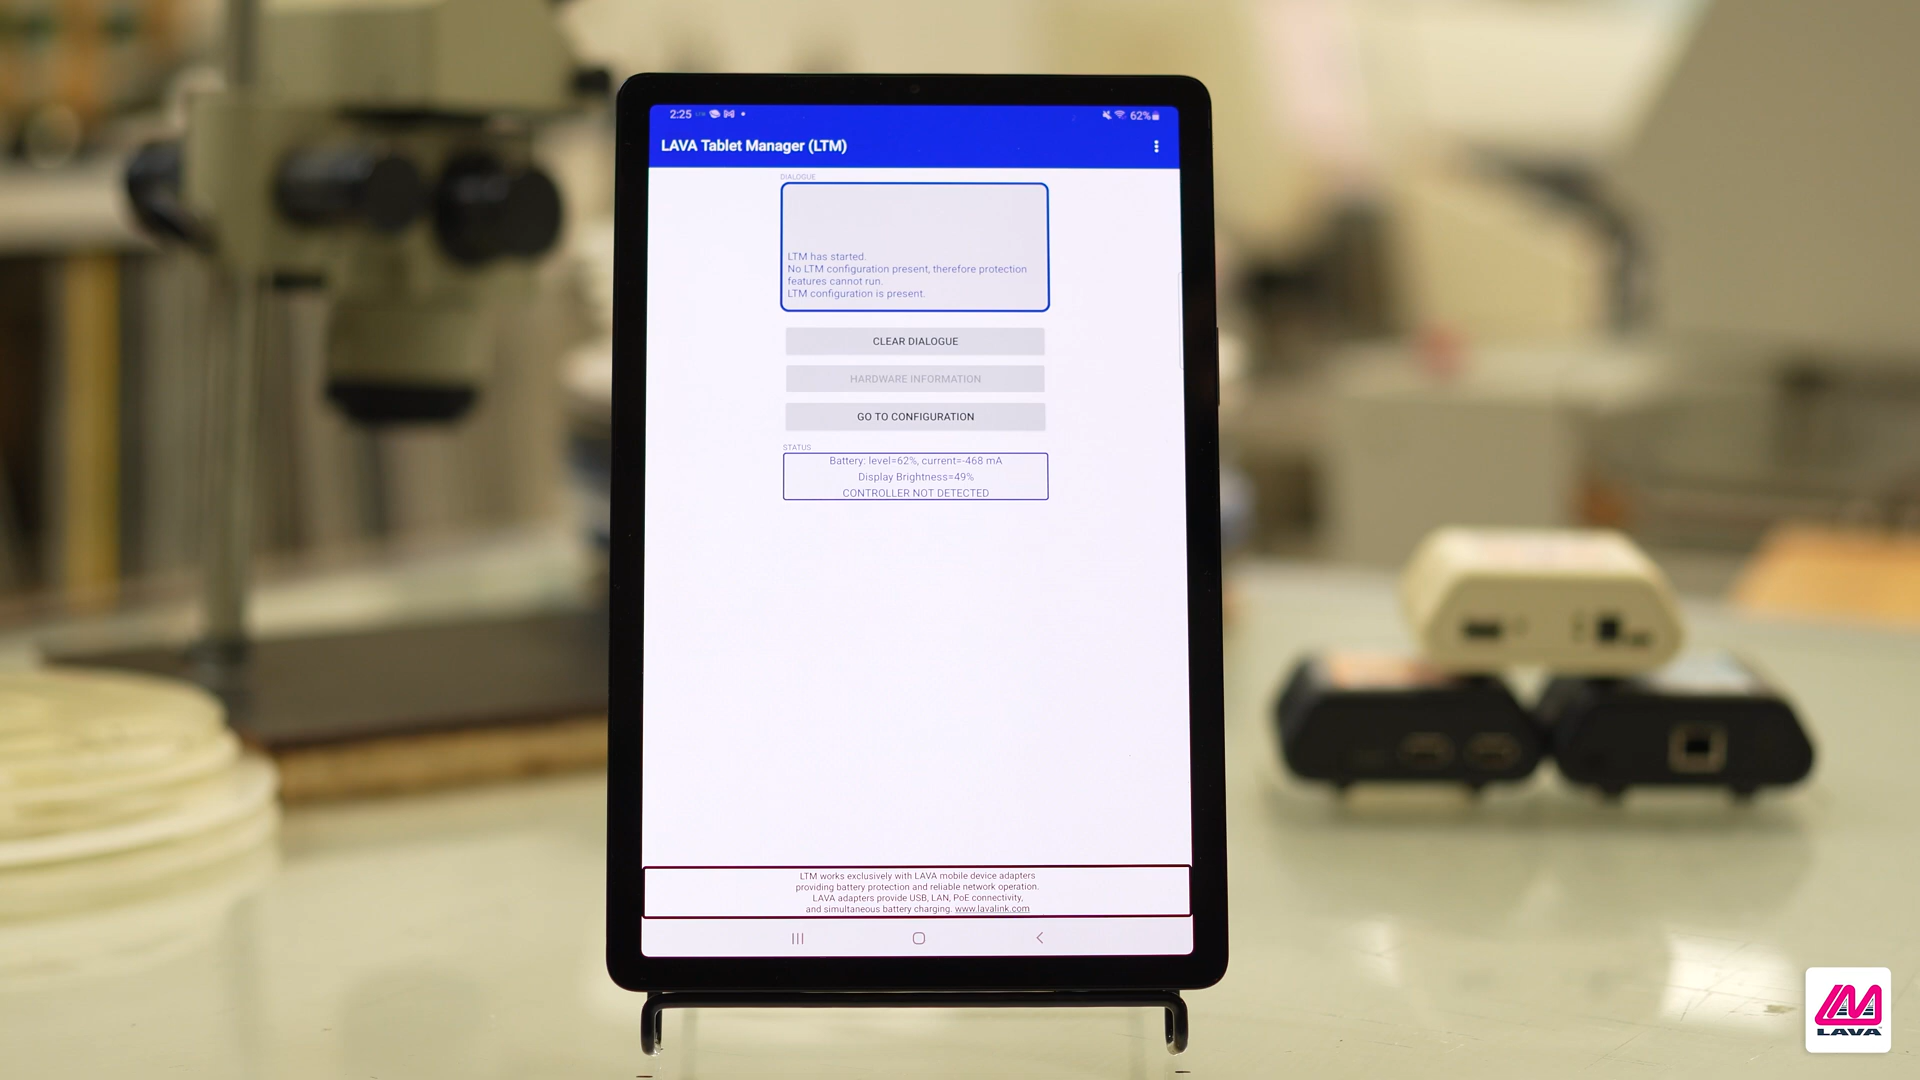 2:25
62%
LAVA Tablet Manager (LTM)
DIALOGUE
LTM has started.
No LTM configuration present, therefore protection
features cannot run.
LTM configuration is present.
CLEAR DIALOGUE
HARDWARE INFORMATION
GO TO CONFIGURATION
STATUS
Battery: level=62%, current=-468 mA
Display Brightness=49%
CONTROLLER NOT DETECTED
LTM works exclusively with LAVA mobile device adapters
providing battery protection and reliable network operation.
LAVA adapters provide USB, LAN, PoE connectivity,
and simultaneous battery charging. www.lavalink.com
LAVA